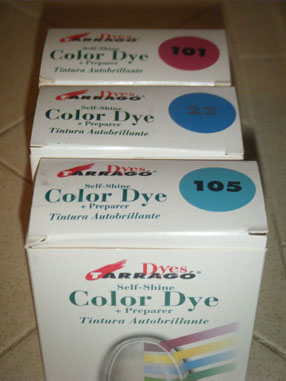 Dyes
TARRAGO®
101
Self-Shine
Color Dye
+ Preparer
Tintura Autobrillante
Dyes
TARRAGO®
22
Self-Shine
Color Dye
+ Preparer
Tintura Autobrillante
Dyes
TARRAGO®
105
Self-Shine
Color Dye
+ Preparer
Tintura Autobrillante
Dyes
TARRAGO®
Self-Shine
Color Dye
+ Preparer
Tintura Autobrillante